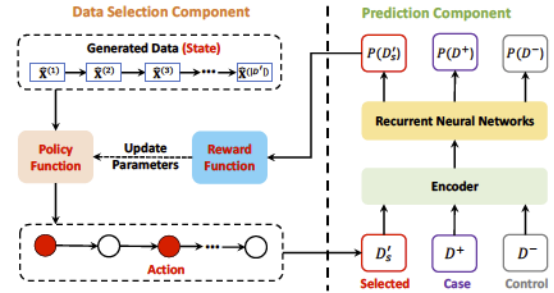 Data Selection Component
Generated Data (State)
x̂⁽¹⁾ x̂⁽²⁾ x̂⁽³⁾ ••• x̂⁽|D′|⁾
Policy
Function
Update
Parameters
Reward
Function
•••
Action
Prediction Component
P(D′ₛ) P(D⁺) P(D⁻)
Recurrent Neural Networks
Encoder
D′ₛ D⁺ D⁻
Selected Case Control